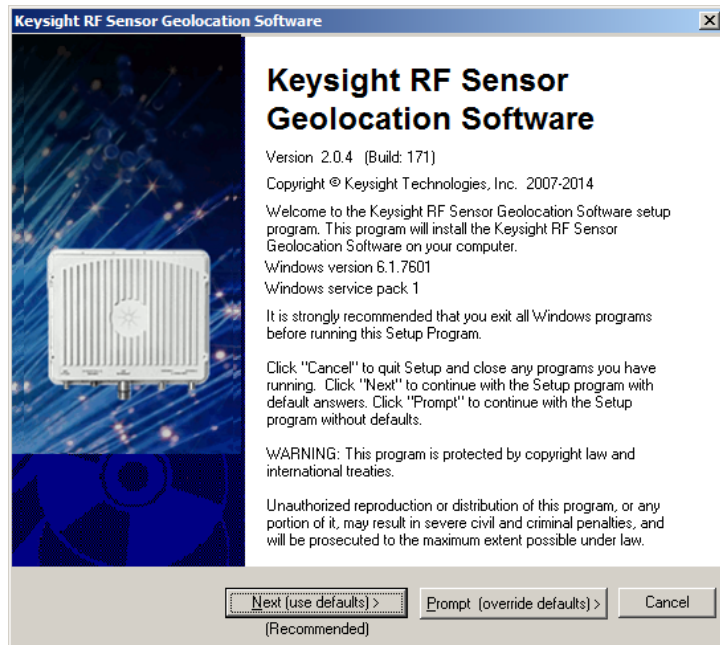 Keysight RF Sensor Geolocation Software
Keysight RF Sensor
Geolocation Software
Version 2.0.4 (Build: 171)
Copyright © Keysight Technologies, Inc. 2007-2014
Welcome to the Keysight RF Sensor Geolocation Software setup
program. This program will install the Keysight RF Sensor
Geolocation Software on your computer.
Windows version 6.1.7601
Windows service pack 1
It is strongly recommended that you exit all Windows programs
before running this Setup Program.
Click "Cancel" to quit Setup and close any programs you have
running. Click "Next" to continue with the Setup program with
default answers. Click "Prompt" to continue with the Setup
program without defaults.
WARNING: This program is protected by copyright law and
international treaties.
Unauthorized reproduction or distribution of this program, or any
portion of it, may result in severe civil and criminal penalties, and
will be prosecuted to the maximum extent possible under law.
Next (use defaults) > Prompt (override defaults) > Cancel
(Recommended)